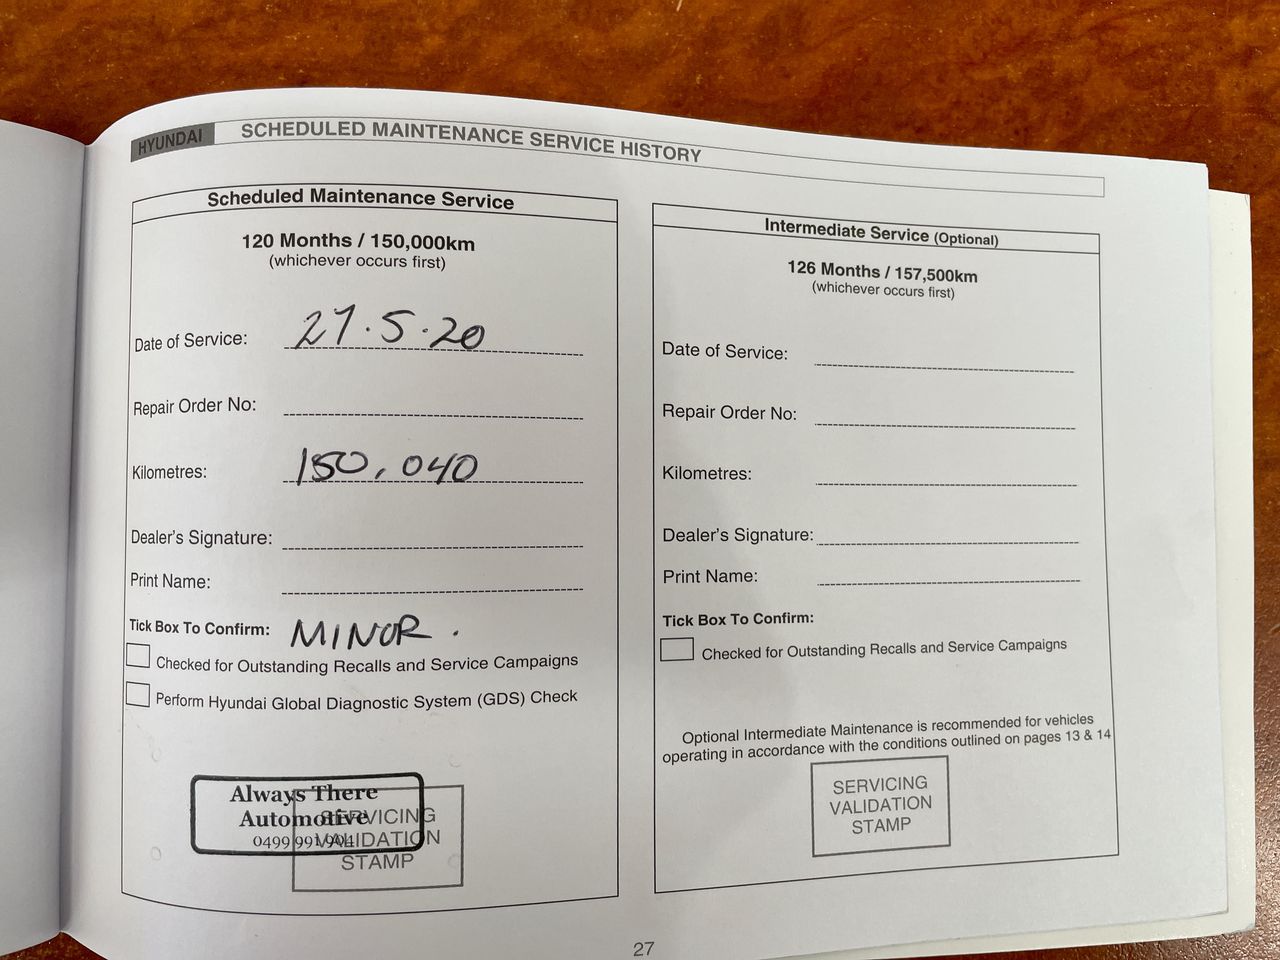 HYUNDAI SCHEDULED MAINTENANCE SERVICE HISTORY
Scheduled Maintenance Service
120 Months / 150,000km
(whichever occurs first)
Date of Service: 27.5.20
Repair Order No:
Kilometres: 150,040
Dealer's Signature:
Print Name:
Tick Box To Confirm: MINOR.
Checked for Outstanding Recalls and Service Campaigns
Perform Hyundai Global Diagnostic System (GDS) Check
Always There
Automotive
0499 991 904
SERVICING
VALIDATION
STAMP
Intermediate Service (Optional)
126 Months / 157,500km
(whichever occurs first)
Date of Service:
Repair Order No:
Kilometres:
Dealer's Signature:
Print Name:
Tick Box To Confirm:
Checked for Outstanding Recalls and Service Campaigns
Optional Intermediate Maintenance is recommended for vehicles
operating in accordance with the conditions outlined on pages 13 & 14
SERVICING
VALIDATION
STAMP
27